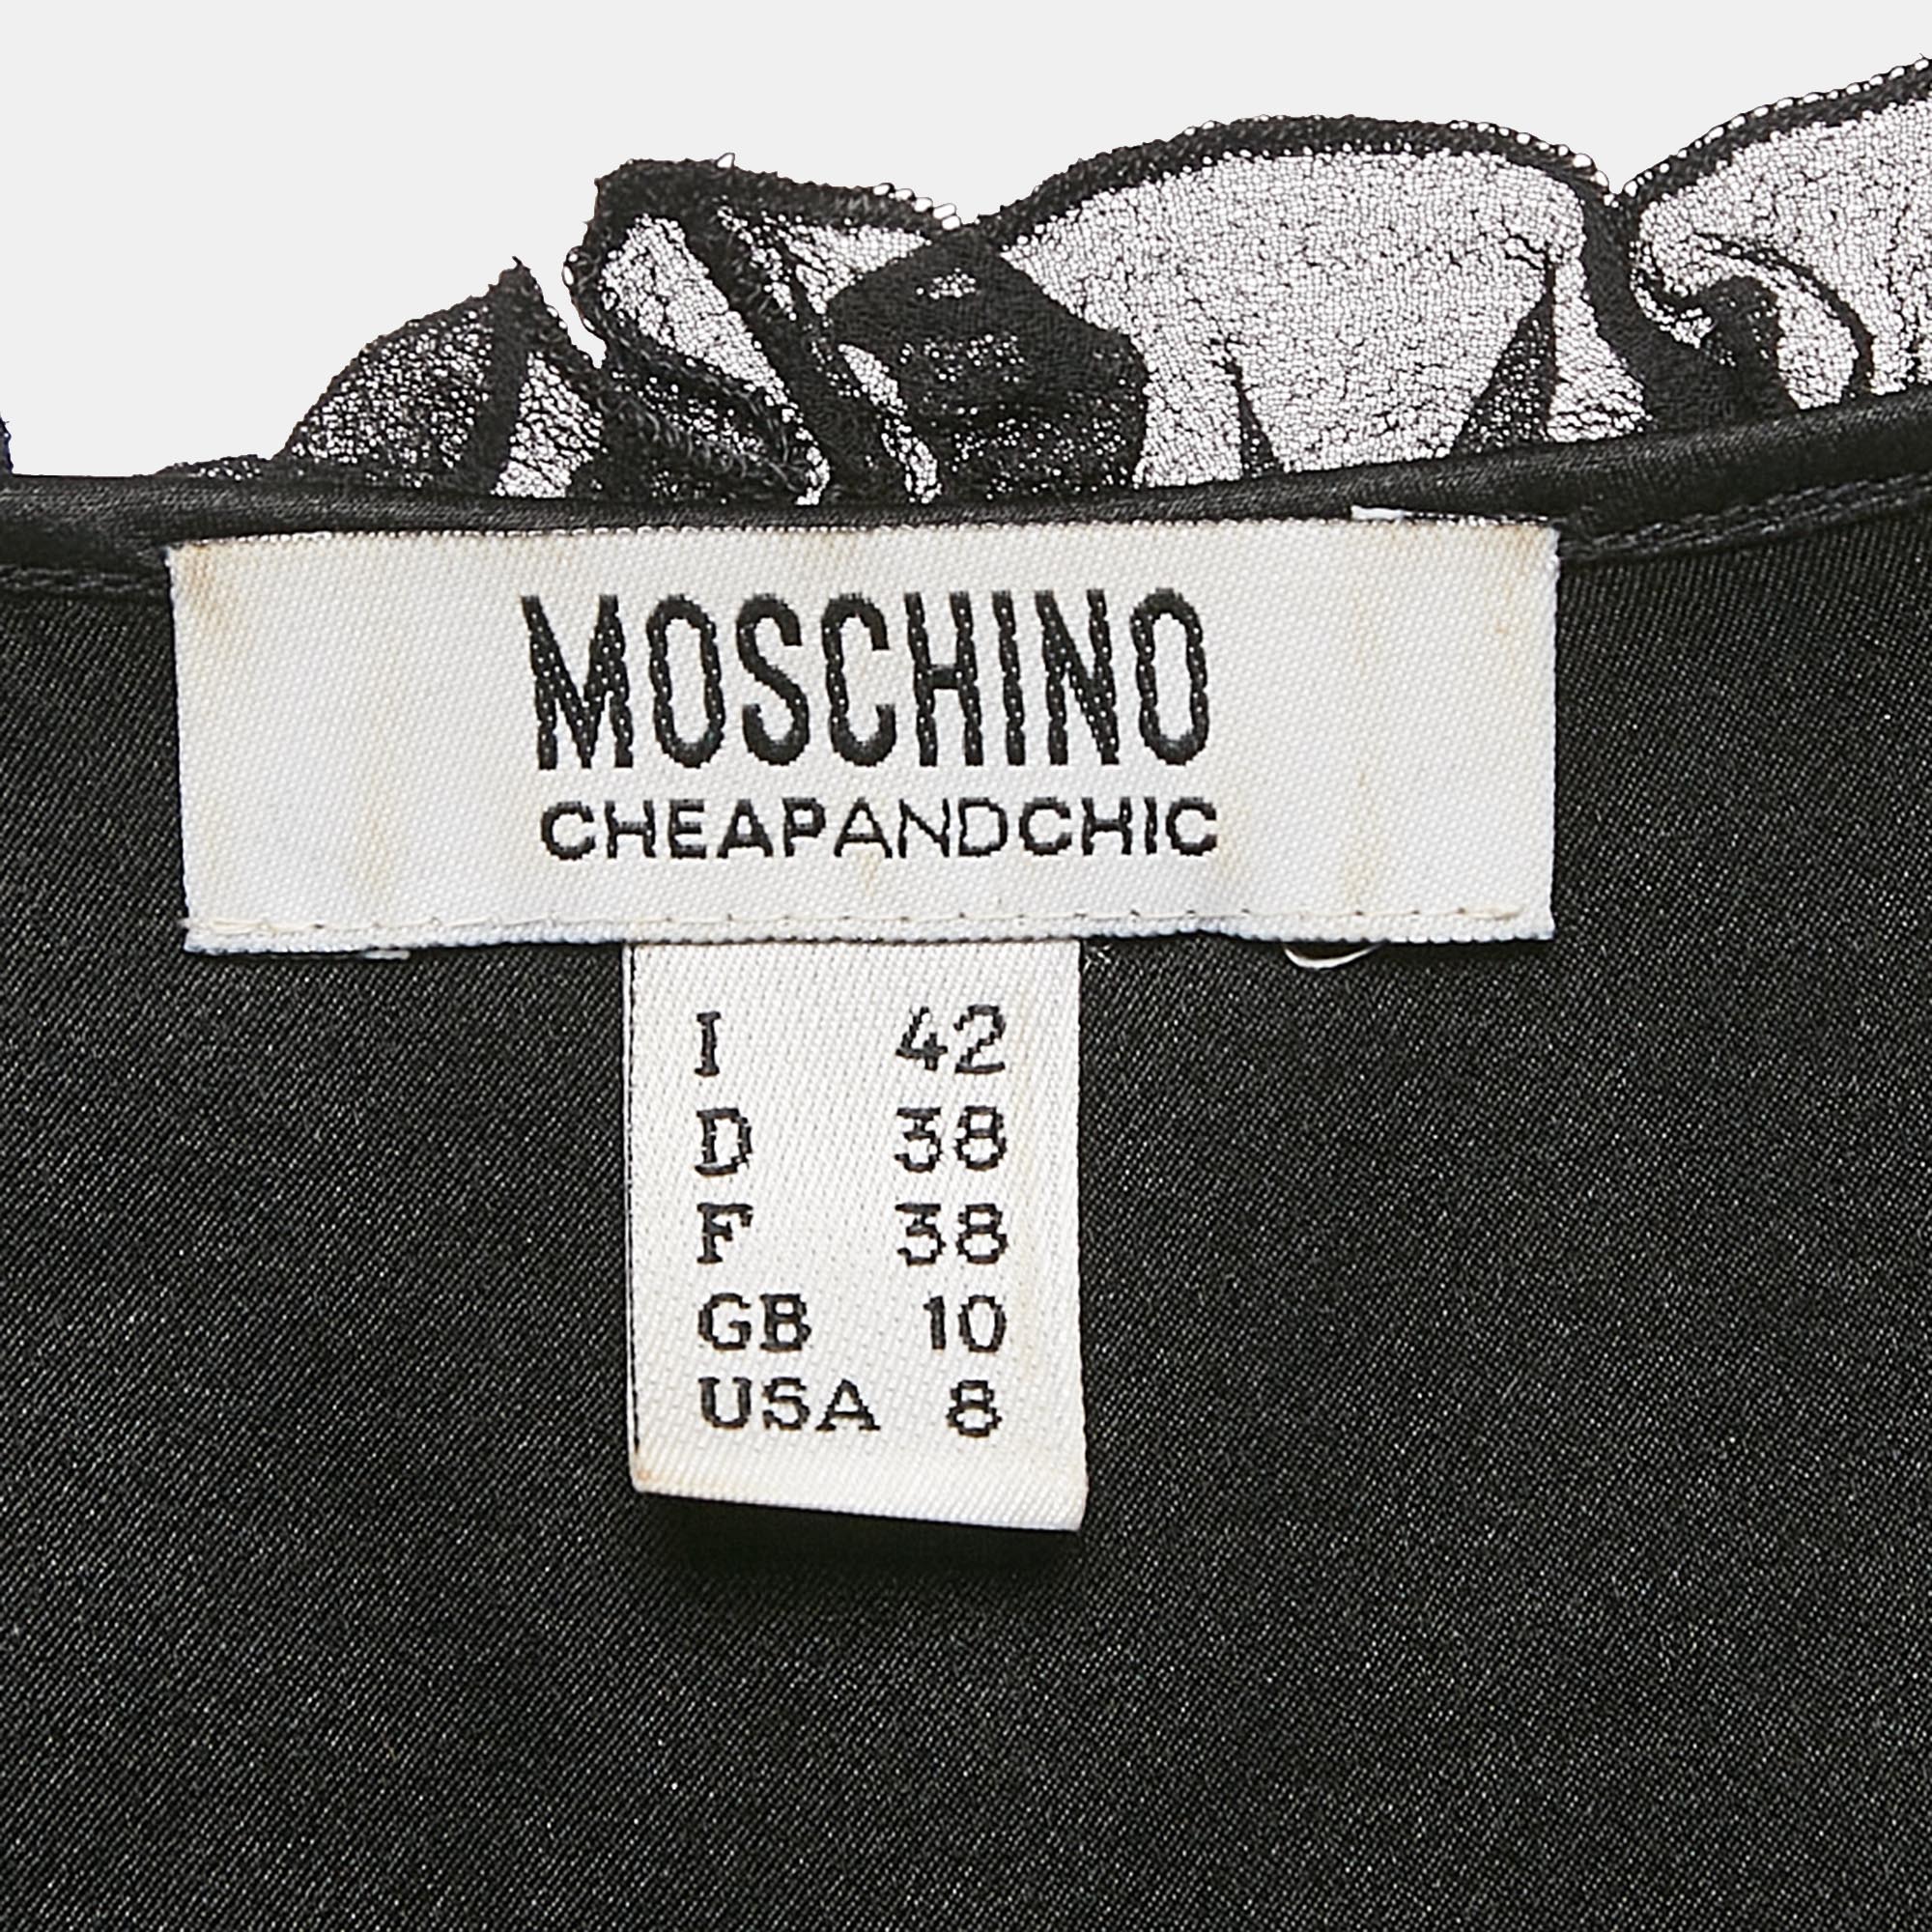 MOSCHINO
CHEAPANDCHIC
I 42
D 38
F 38
GB 10
USA 8